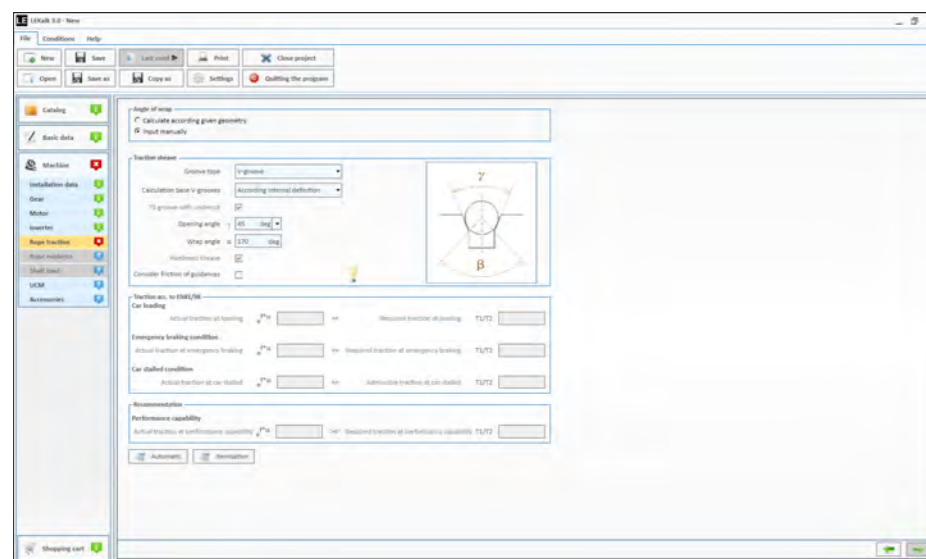 LEKalk 3.0 - New
File Conditions Help
New Save Last used Print Close project
Open Save as Copy as Settings Quitting the program
Catalog
Basic data
Machine
Installation data
Gear
Motor
Inverter
Rope traction
Rope evidence
Shaft load
UCM
Accessories
Shopping cart
Angle of wrap
Calculate according given geometry
Input manually
Traction sheave
Groove type V-groove
Calculation base V-grooves According internal definition
Opening angle γ 45 deg
Wrap angle α 170 deg
Hardened sheave
Consider friction of guidances
γ
β
Traction acc. to EN81/98
Car loading
Actual traction at loading Required traction at loading T1/T2
Emergency braking condition
Actual traction at emergency braking Required traction at emergency braking T1/T2
Car stalled condition
Actual traction at car stalled Admissible traction at car stalled T1/T2
Recommendation
Performance capability
Actual traction at performance capability Required traction at performance capability T1/T2
Automatic